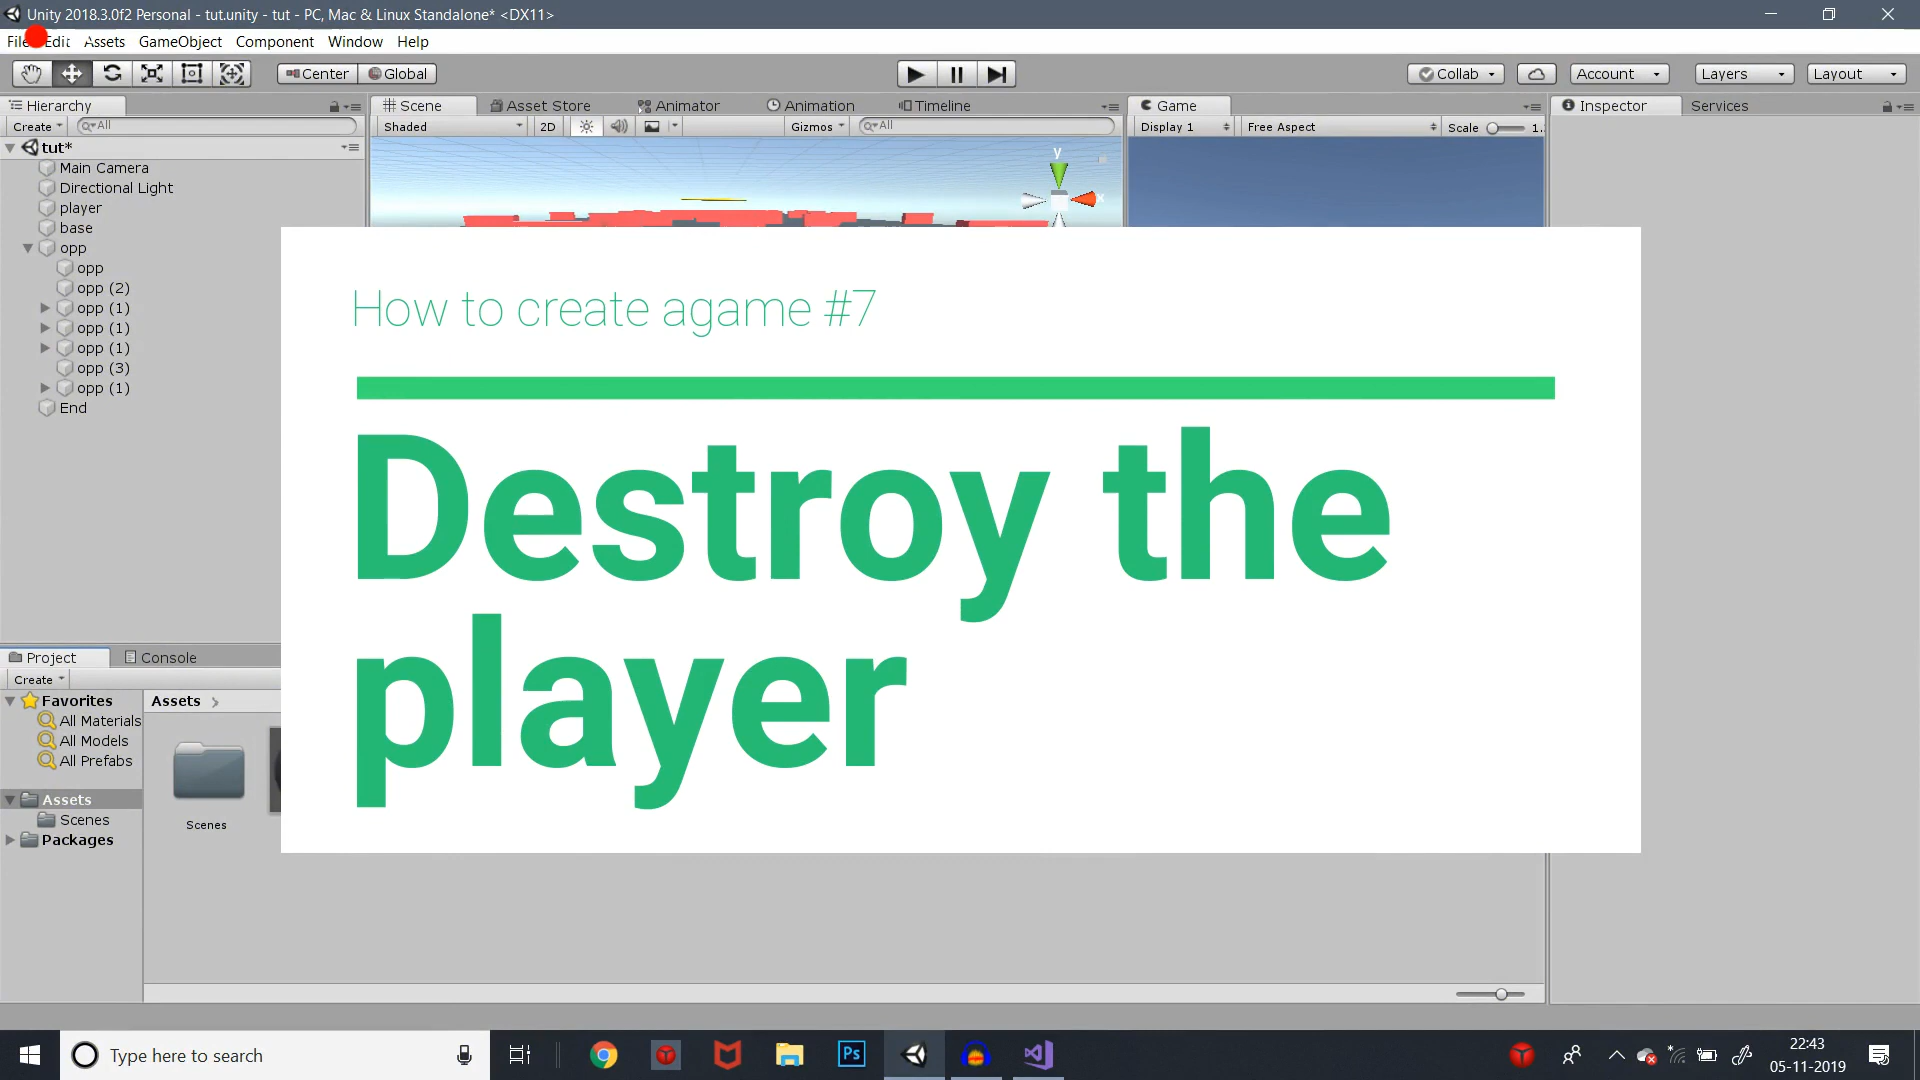 Unity 2018.3.0f2 Personal - tut.unity - tut - PC, Mac & Linux Standalone* <DX11>
File Edit Assets GameObject Component Window Help
Center Global Collab Account Layers Layout
Hierarchy Scene Asset Store Animator Animation Timeline Game Inspector Services
Create All Shaded 2D Gizmos All Display 1 Free Aspect Scale 1.
tut*
Main Camera
Directional Light
player
base
opp
opp
opp (2)
opp (1)
opp (1)
opp (1)
opp (3)
opp (1)
End
y
x
How to create agame #7
Destroy the
player
Project Console
Create
Favorites
All Materials
All Models
All Prefabs
Assets
Scenes
Packages
Assets
Scenes
Type here to search
Ps
22:43
05-11-2019